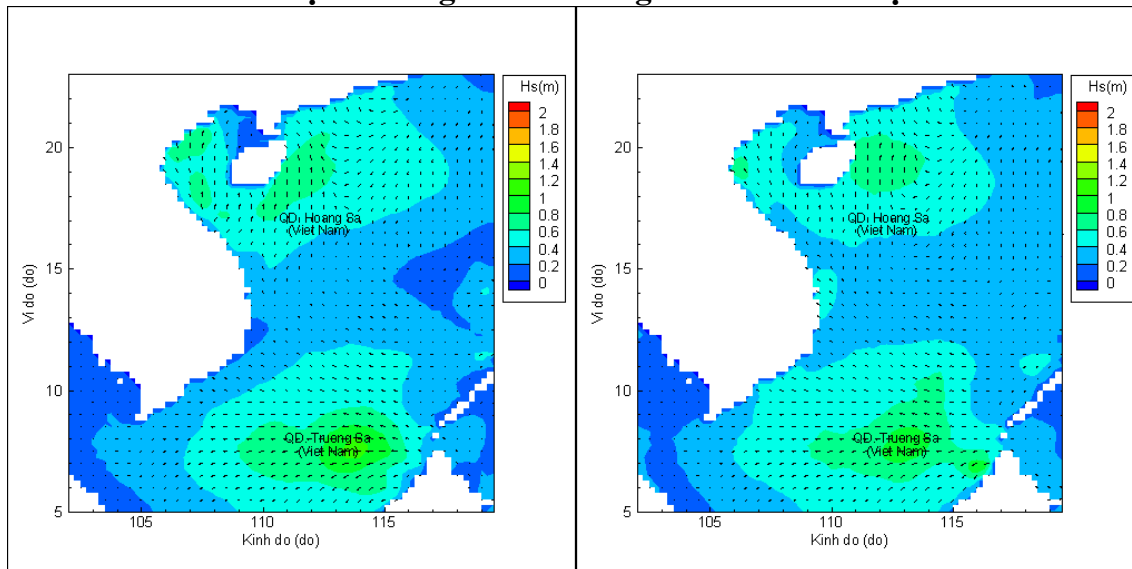 Hs(m)
2
1.8
1.6
1.4
1.2
1
0.8
0.6
0.4
0.2
0
20
15
10
5
Vi do (do)
QD. Hoang Sa
(Viet Nam)
QD. Truong Sa
(Viet Nam)
105 110 115
Kinh do (do)
Hs(m)
2
1.8
1.6
1.4
1.2
1
0.8
0.6
0.4
0.2
0
20
15
10
5
Vi do (do)
QD. Hoang Sa
(Viet Nam)
QD. Truong Sa
(Viet Nam)
105 110 115
Kinh do (do)